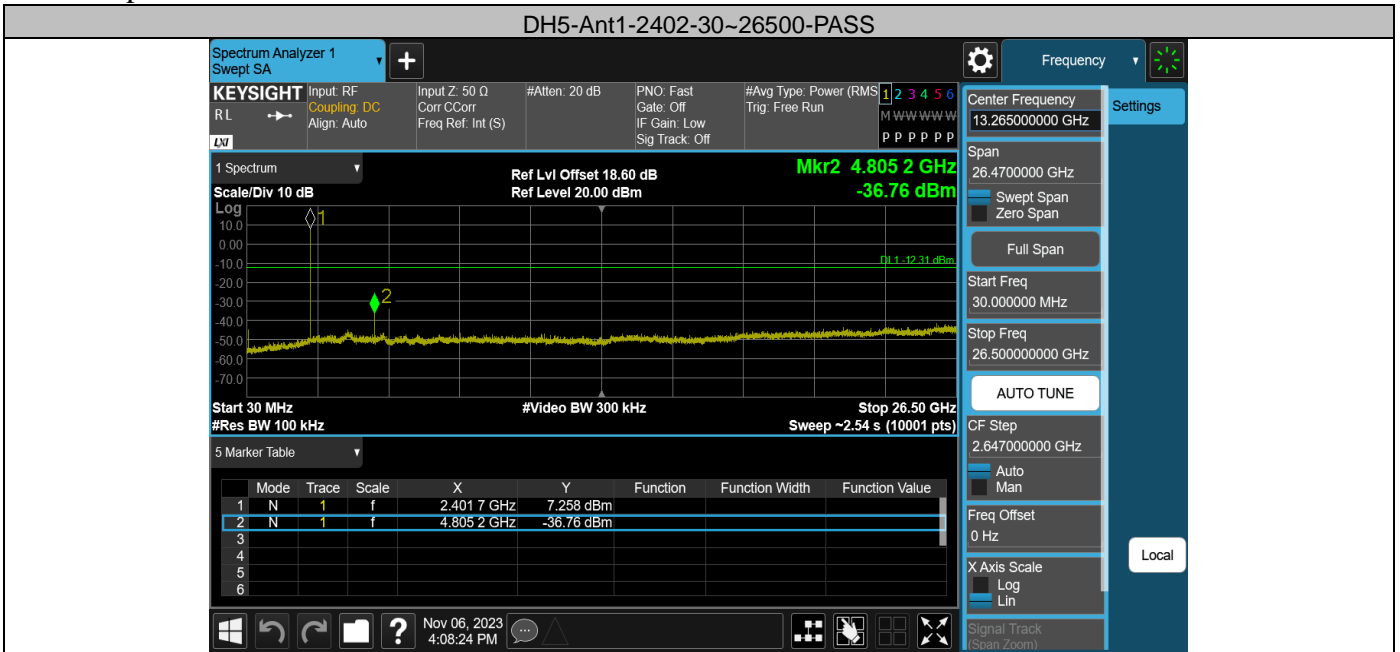 DH5-Ant1-2402-30~26500-PASS
Spectrum Analyzer 1
Swept SA
Frequency
KEYSIGHT
RL
LXI
Input: RF
Coupling: DC
Align: Auto
Input Z: 50 Ω
Corr CCorr
Freq Ref: Int (S)
#Atten: 20 dB
PNO: Fast
Gate: Off
IF Gain: Low
Sig Track: Off
#Avg Type: Power (RMS
Trig: Free Run
1 2 3 4 5 6
M W W W W W
P P P P P P
1 Spectrum
Scale/Div 10 dB
Ref Lvl Offset 18.60 dB
Ref Level 20.00 dBm
Mkr2 4.805 2 GHz
-36.76 dBm
Log
10.0
0.00
-10.0
-20.0
-30.0
-40.0
-50.0
-60.0
-70.0
1
2
DL1 -12.31 dBm
Start 30 MHz
#Video BW 300 kHz
Stop 26.50 GHz
#Res BW 100 kHz
Sweep ~2.54 s (10001 pts)
5 Marker Table
Mode Trace Scale X Y Function Function Width Function Value
1 N 1 f 2.401 7 GHz 7.258 dBm
2 N 1 f 4.805 2 GHz -36.76 dBm
3
4
5
6
Nov 06, 2023
4:08:24 PM
Center Frequency
13.265000000 GHz
Settings
Span
26.4700000 GHz
Swept Span
Zero Span
Full Span
Start Freq
30.000000 MHz
Stop Freq
26.500000000 GHz
AUTO TUNE
CF Step
2.647000000 GHz
Auto
Man
Freq Offset
0 Hz
X Axis Scale
Log
Lin
Local
Signal Track
(Span Zoom)